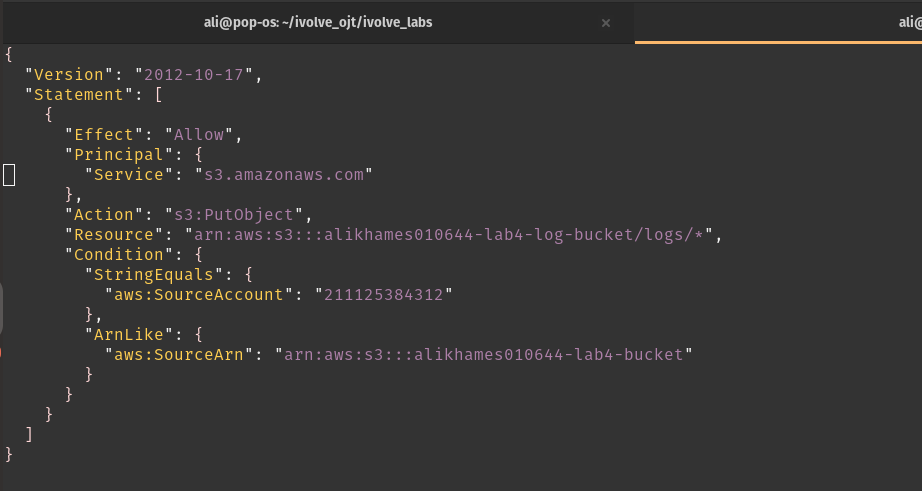 ali@pop-os: ~/ivolve_ojt/ivolve_labs × ali@
{
  "Version": "2012-10-17",
  "Statement": [
    {
      "Effect": "Allow",
      "Principal": {
        "Service": "s3.amazonaws.com"
      },
      "Action": "s3:PutObject",
      "Resource": "arn:aws:s3:::alikhames010644-lab4-log-bucket/logs/*",
      "Condition": {
        "StringEquals": {
          "aws:SourceAccount": "211125384312"
        },
        "ArnLike": {
          "aws:SourceArn": "arn:aws:s3:::alikhames010644-lab4-bucket"
        }
      }
    }
  ]
}